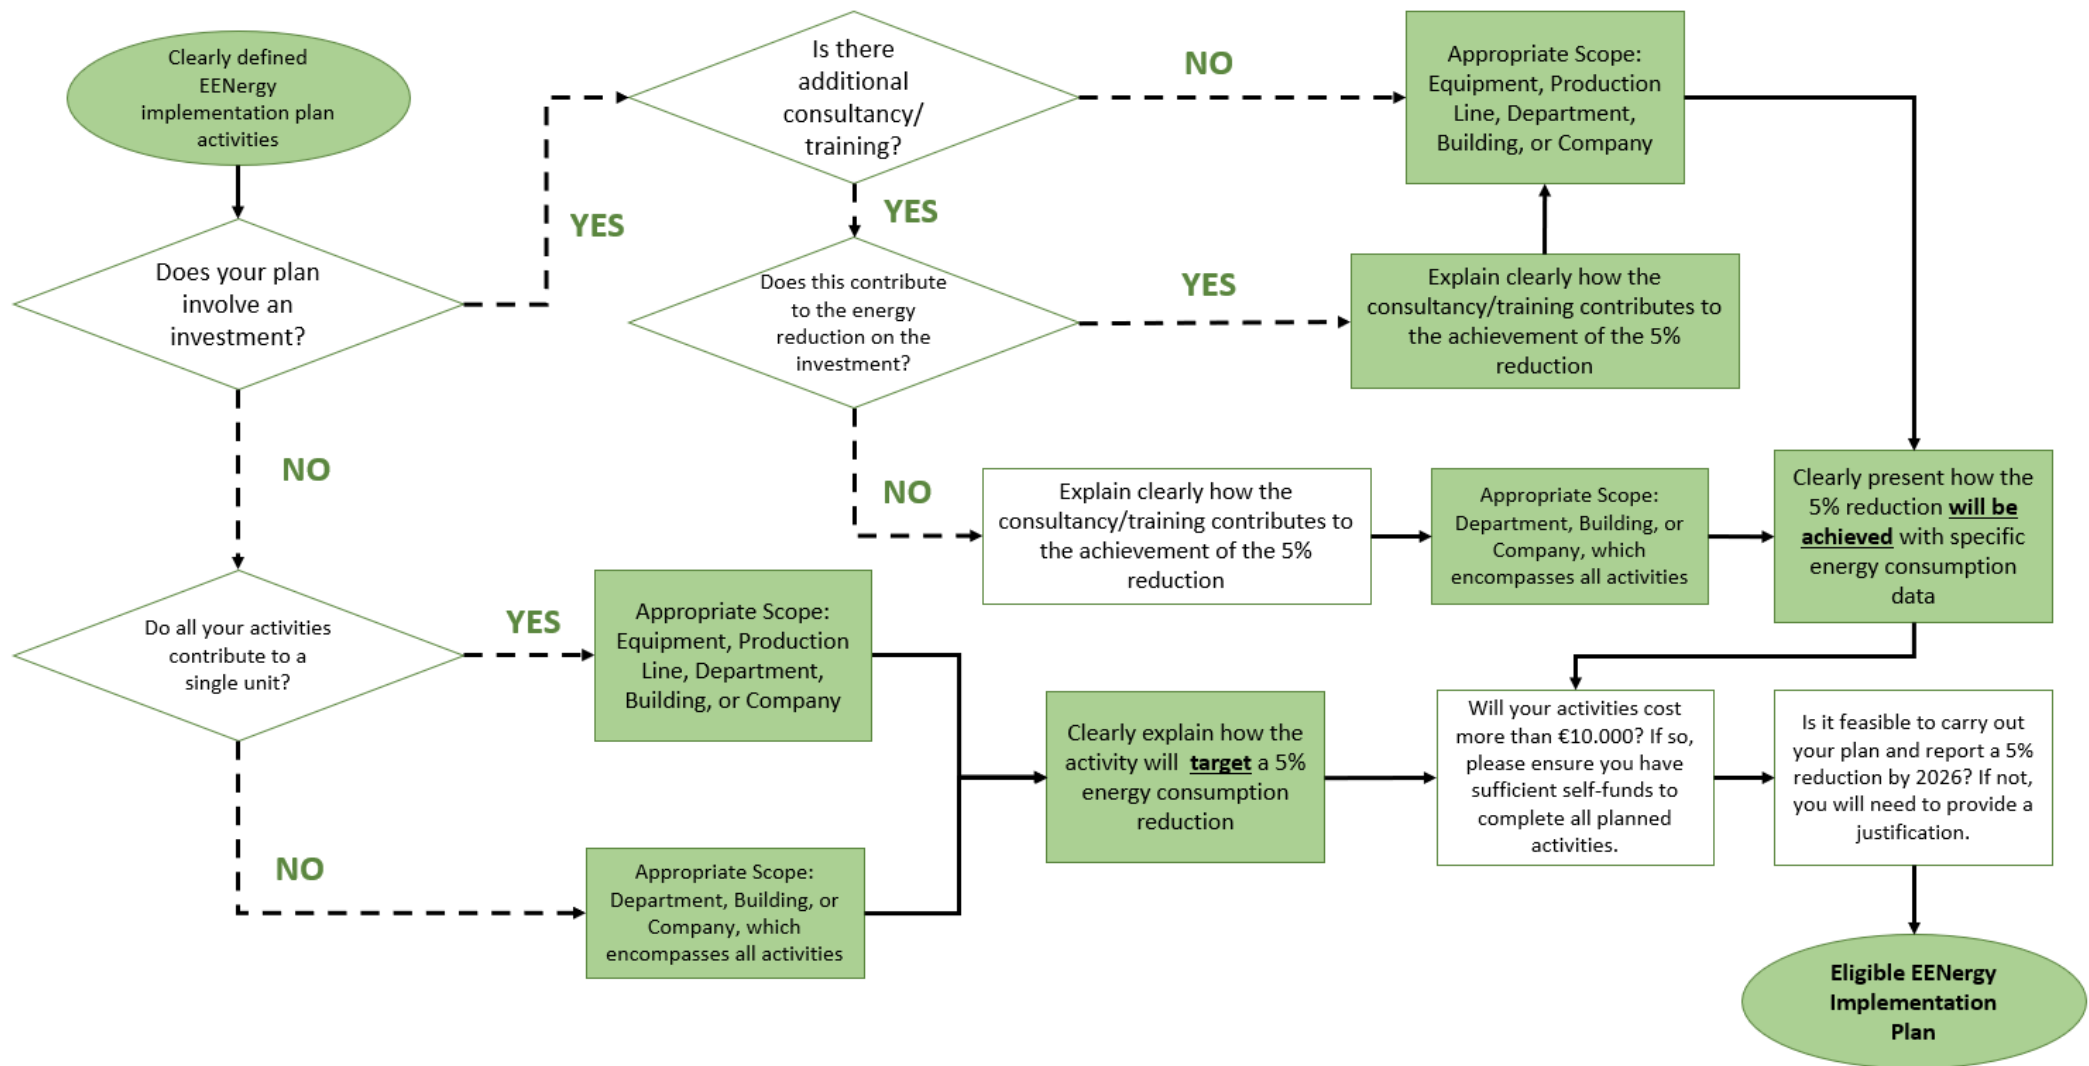 Clearly defined
EENergy
implementation plan
activities
Is there
additional
consultancy/
training?
NO
Appropriate Scope:
Equipment, Production
Line, Department,
Building, or Company
YES
YES
Does your plan
involve an
investment?
Does this contribute
to the energy
reduction on the
investment?
YES
Explain clearly how the
consultancy/training contributes to
the achievement of the 5%
reduction
NO
NO
Explain clearly how the
consultancy/training contributes to
the achievement of the 5%
reduction
Appropriate Scope:
Department, Building, or
Company, which
encompasses all activities
Clearly present how the
5% reduction will be
achieved with specific
energy consumption
data
Do all your activities
contribute to a
single unit?
YES
Appropriate Scope:
Equipment, Production
Line, Department,
Building, or Company
NO
Appropriate Scope:
Department, Building, or
Company, which
encompasses all activities
Clearly explain how the
activity will target a 5%
energy consumption
reduction
Will your activities cost
more than €10.000? If so,
please ensure you have
sufficient self-funds to
complete all planned
activities.
Is it feasible to carry out
your plan and report a 5%
reduction by 2026? If not,
you will need to provide a
justification.
Eligible EENergy
Implementation
Plan